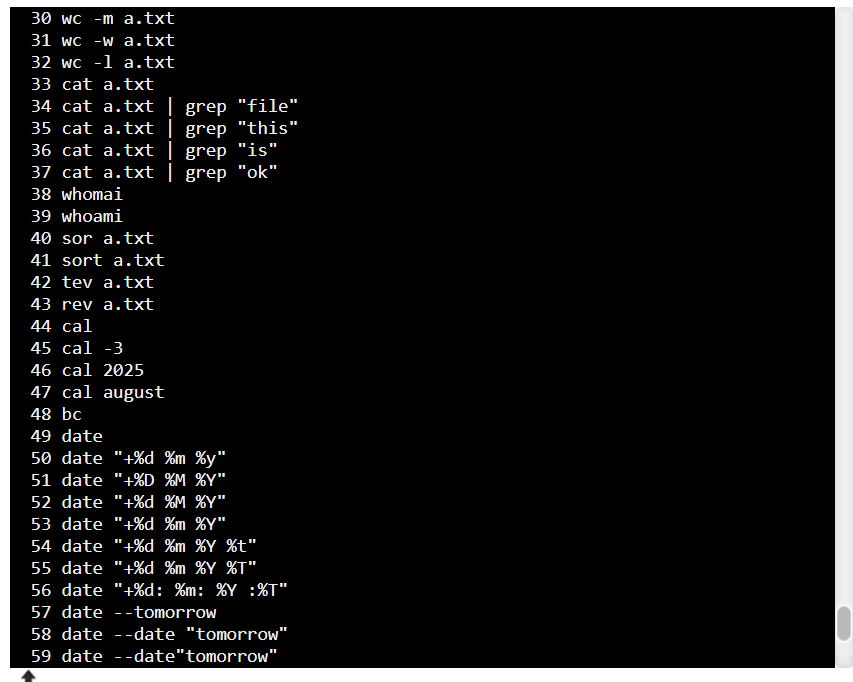 30 wc -m a.txt
31 wc -w a.txt
32 wc -l a.txt
33 cat a.txt
34 cat a.txt | grep "file"
35 cat a.txt | grep "this"
36 cat a.txt | grep "is"
37 cat a.txt | grep "ok"
38 whomai
39 whoami
40 sor a.txt
41 sort a.txt
42 tev a.txt
43 rev a.txt
44 cal
45 cal -3
46 cal 2025
47 cal august
48 bc
49 date
50 date "+%d %m %y"
51 date "+%D %M %Y"
52 date "+%d %M %Y"
53 date "+%d %m %Y"
54 date "+%d %m %Y %t"
55 date "+%d %m %Y %T"
56 date "+%d: %m: %Y :%T"
57 date --tomorrow
58 date --date "tomorrow"
59 date --date"tomorrow"